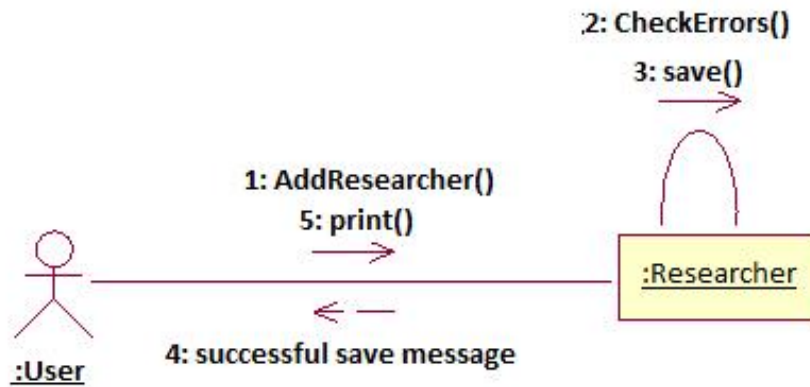 2: CheckErrors()
3: save()
1: AddResearcher()
5: print()
:Researcher
4: successful save message
:User